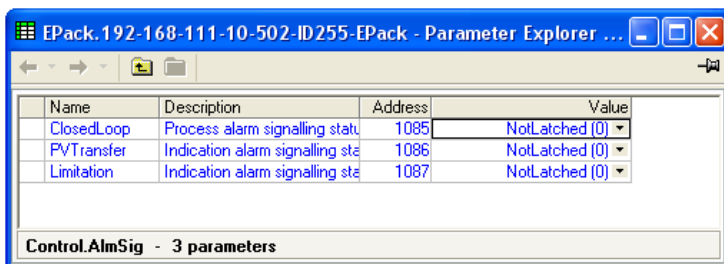 EPack.192-168-111-10-502-ID255-EPack - Parameter Explorer ...
Name Description Address Value
ClosedLoop Process alarm signalling statu 1085 NotLatched (0)
PVTransfer Indication alarm signalling sta 1086 NotLatched (0)
Limitation Indication alarm signalling sta 1087 NotLatched (0)
Control.AlmSig - 3 parameters